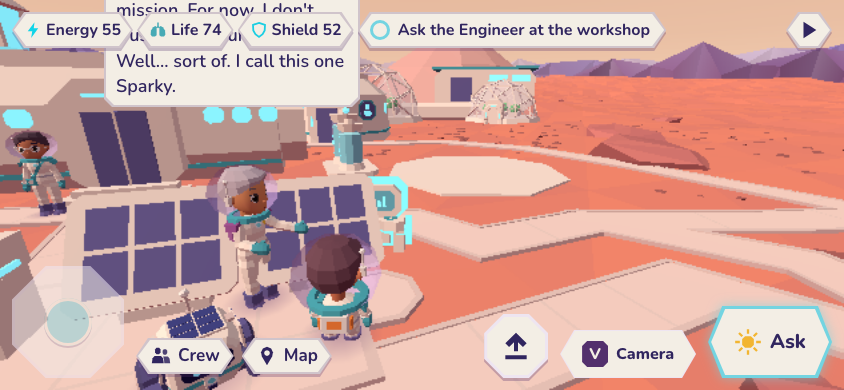 mission. For now, I don't
Energy 55
Life 74
Shield 52
Ask the Engineer at the workshop
Well... sort of. I call this one
Sparky.
Crew
Map
V
Camera
Ask